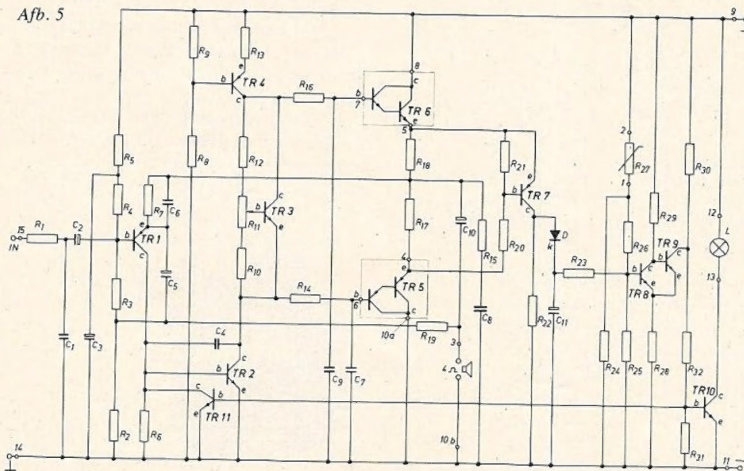 Afb. 5
9
R9
R13
e
b TR4
c
R16
8
c
b
7
TR6
e
5
2
R27
1
R30
R5
R8
R12
R18
R21
e
b TR7
c
R4
R7
C6
c
R11
b TR3
e
R17
C10
R15
R20
D
k
R29
12
L
13
15
IN
R1
C2
e
b TR1
c
C5
R10
4
e
R23
R26
c
b
TR8
e
c
b TR9
e
R3
R14
b
6
TR5
c
10a
C1
C3
C4
R19
C8
R22
C11
3
4Ω
C9
C7
R24
R25
R28
R32
c
b TR2
e
c
b
e
TR11
TR10
c
b
e
R2
R6
10b
R31
14
11